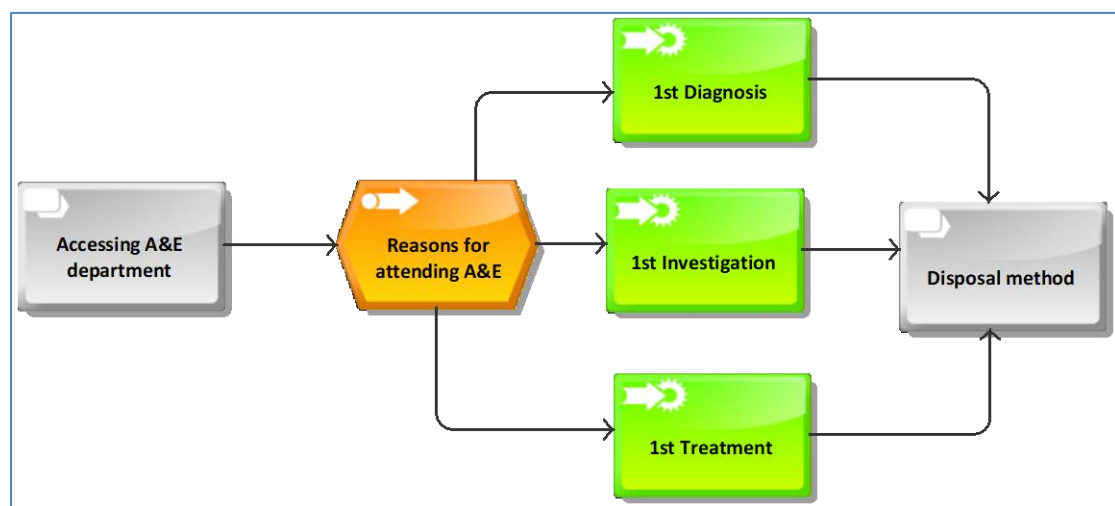 1st Diagnosis
Accessing A&E
department
Reasons for
attending A&E
1st Investigation
Disposal method
1st Treatment